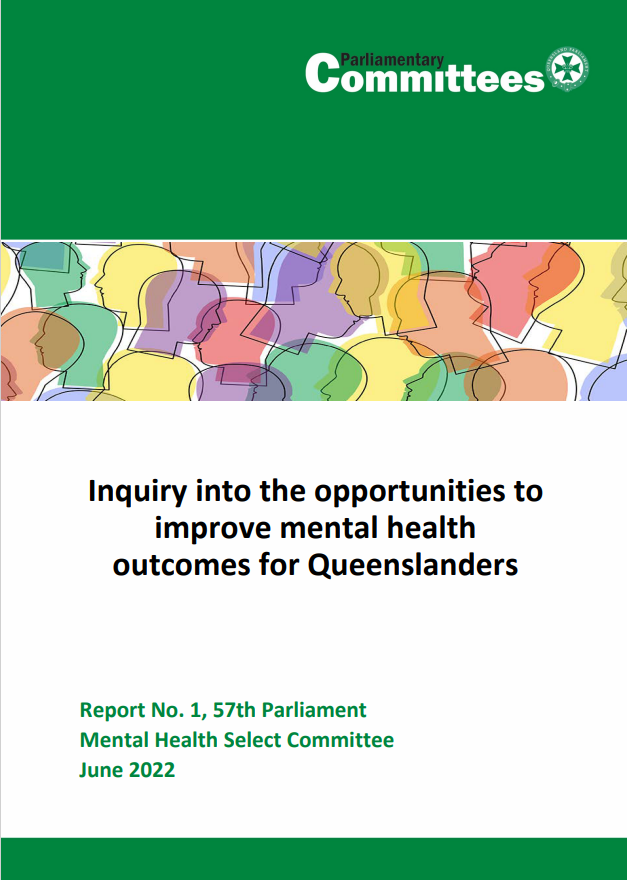 Parliamentary
Committees
Inquiry into the opportunities to
improve mental health
outcomes for Queenslanders
Report No. 1, 57th Parliament
Mental Health Select Committee
June 2022